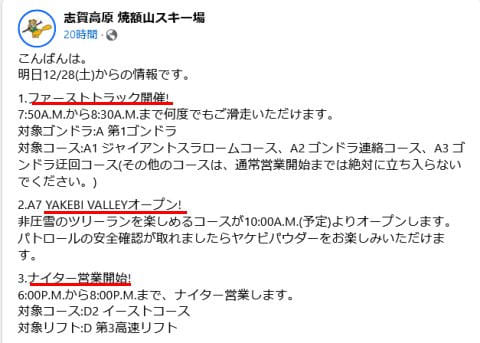 志賀高原 焼額山スキー場
20時間・
こんばんは。
明日12/28(土)からの情報です。
1.ファーストトラック開催!
7:50A.M.から8:30A.M.まで何度でもご滑走いただけます。
対象ゴンドラ:A 第1ゴンドラ
対象コース:A1 ジャイアントスラロームコース、A2 ゴンドラ連絡コース、A3 ゴ
ンドラ迂回コース(その他のコースは、通常営業開始までは絶対に立ち入らない
でください。)
2.A7 YAKEBI VALLEYオープン!
非圧雪のツリーランを楽しめるコースが10:00A.M.(予定)よりオープンします。
パトロールの安全確認が取れましたらヤケビパウダーをお楽しみいただけま
す。
3.ナイター営業開始!
6:00P.M.から8:00P.M.まで、ナイター営業します。
対象コース:D2 イーストコース
対象リフト:D 第3高速リフト